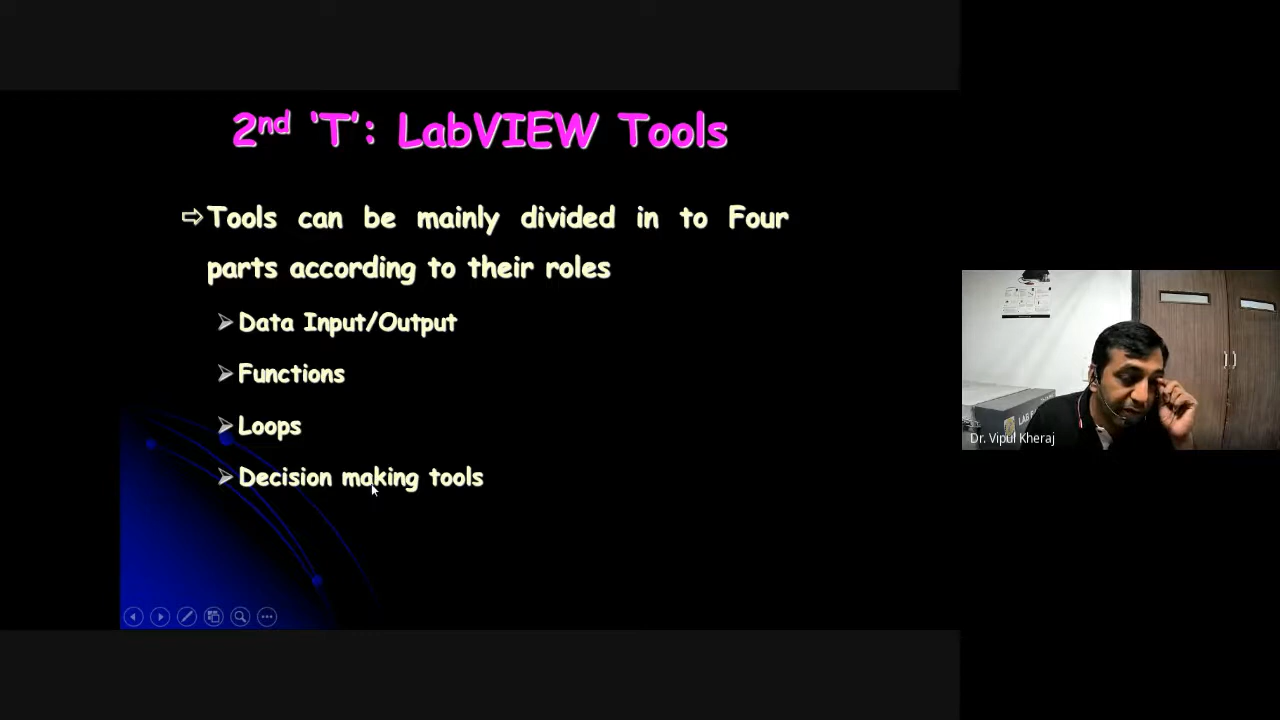 2nd 'T': LabVIEW Tools
⇨Tools can be mainly divided in to Four
parts according to their roles
➢Data Input/Output
➢Functions
➢Loops
➢Decision making tools
LAB
Dr. Vipul Kheraj